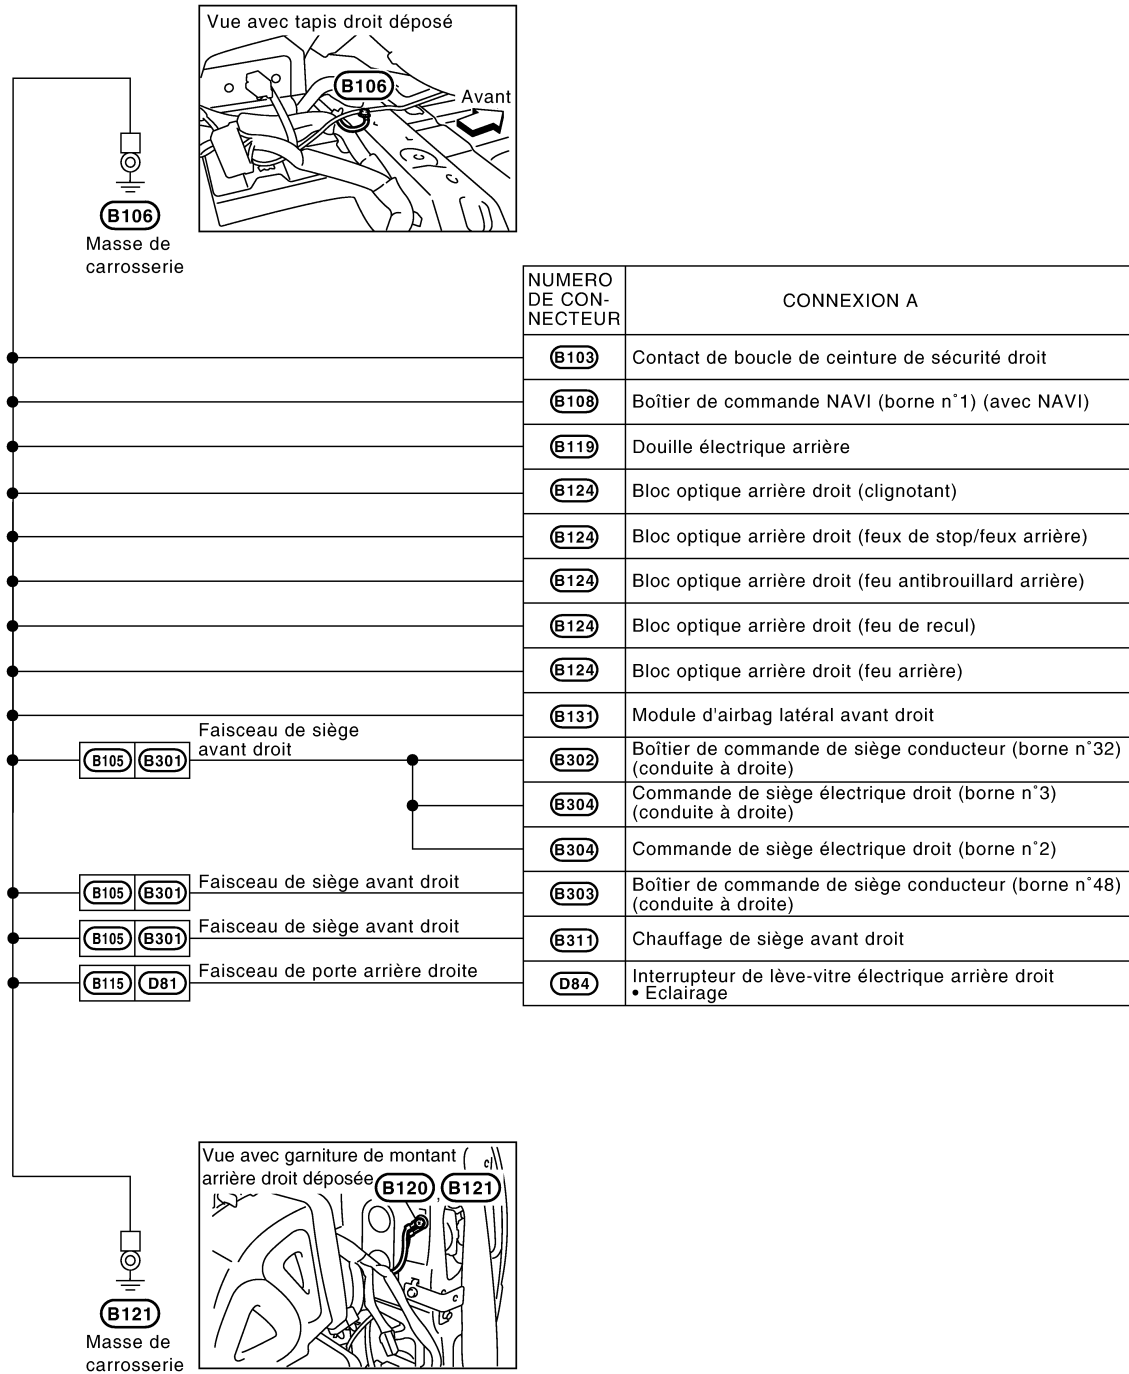 Vue avec tapis droit déposé
B106
Avant
B106
Masse de
carrosserie
NUMERO
DE CON-
NECTEUR
CONNEXION A
B103 Contact de boucle de ceinture de sécurité droit
B108 Boîtier de commande NAVI (borne n°1) (avec NAVI)
B119 Douille électrique arrière
B124 Bloc optique arrière droit (clignotant)
B124 Bloc optique arrière droit (feux de stop/feux arrière)
B124 Bloc optique arrière droit (feu antibrouillard arrière)
B124 Bloc optique arrière droit (feu de recul)
B124 Bloc optique arrière droit (feu arrière)
B131 Module d'airbag latéral avant droit
Faisceau de siège
avant droit
B105 B301
B302 Boîtier de commande de siège conducteur (borne n°32)
(conduite à droite)
B304 Commande de siège électrique droit (borne n°3)
(conduite à droite)
B304 Commande de siège électrique droit (borne n°2)
B105 B301 Faisceau de siège avant droit
B303 Boîtier de commande de siège conducteur (borne n°48)
(conduite à droite)
B105 B301 Faisceau de siège avant droit
B311 Chauffage de siège avant droit
B115 D81 Faisceau de porte arrière droite
D84 Interrupteur de lève-vitre électrique arrière droit
• Eclairage
Vue avec garniture de montant
arrière droit déposée
B120, B121
B121
Masse de
carrosserie